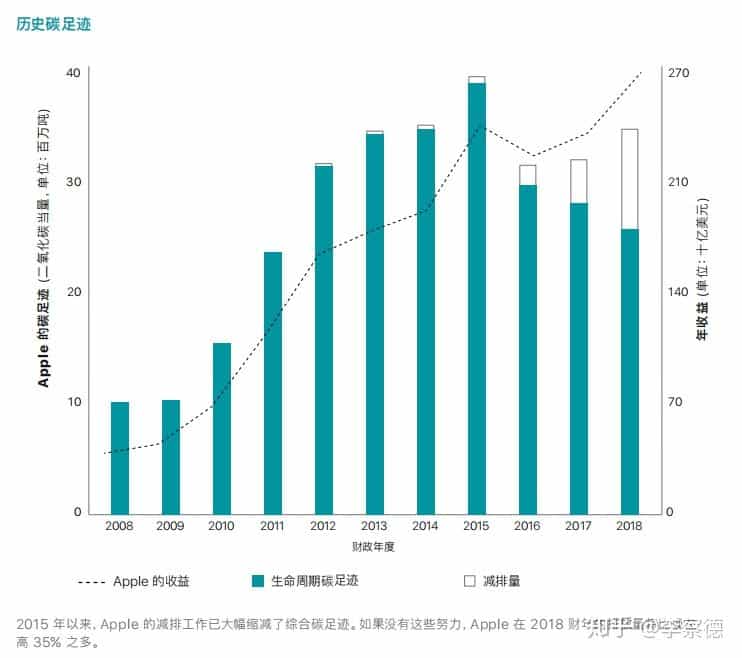 历史碳足迹
Apple 的碳足迹 (二氧化碳当量，单位：百万吨)
40
30
20
10
0
270
210
140
70
0
年收益 (单位：十亿美元)
2008 2009 2010 2011 2012 2013 2014 2015 2016 2017 2018
财政年度
Apple 的收益 生命周期碳足迹 减排量
2015 年以来，Apple 的减排工作已大幅缩减了综合碳足迹。如果没有这些努力，Apple 在 2018 财年
高 35% 之多。
知乎 @李宗德